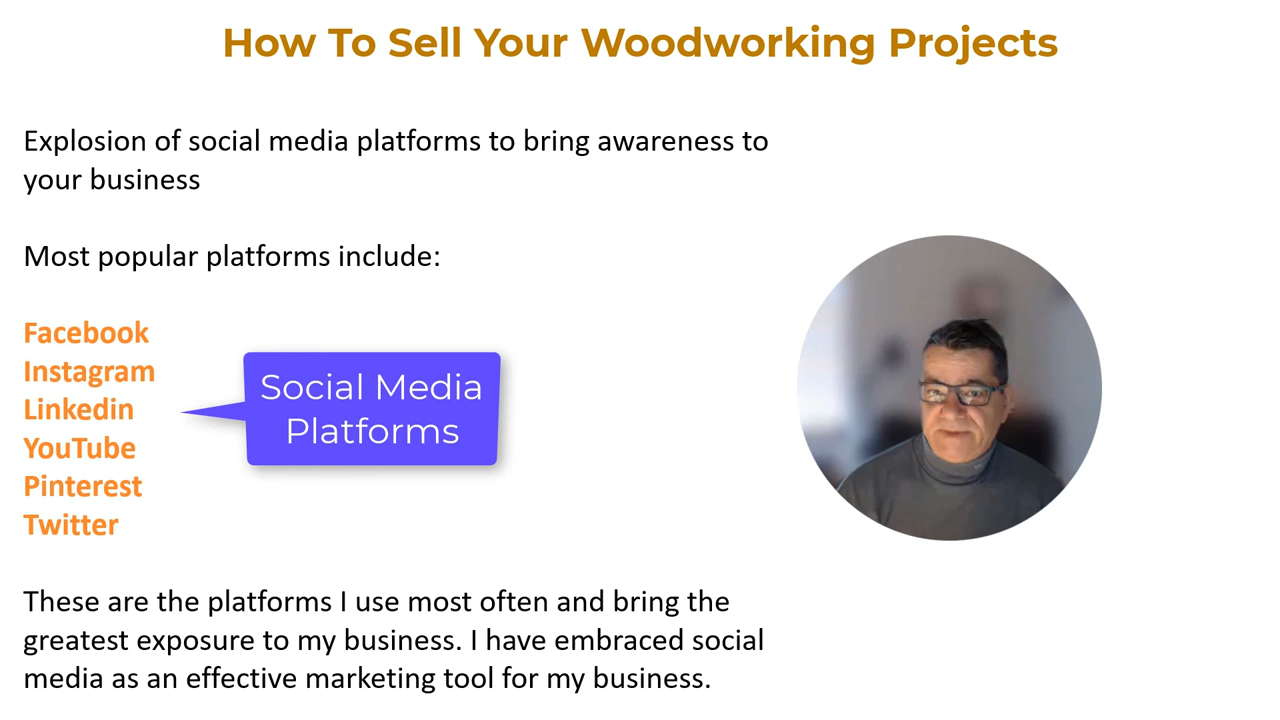 How To Sell Your Woodworking Projects
Explosion of social media platforms to bring awareness to
your business
Most popular platforms include:
Facebook
Instagram
Linkedin
YouTube
Pinterest
Twitter
Social Media
Platforms
These are the platforms I use most often and bring the
greatest exposure to my business. I have embraced social
media as an effective marketing tool for my business.